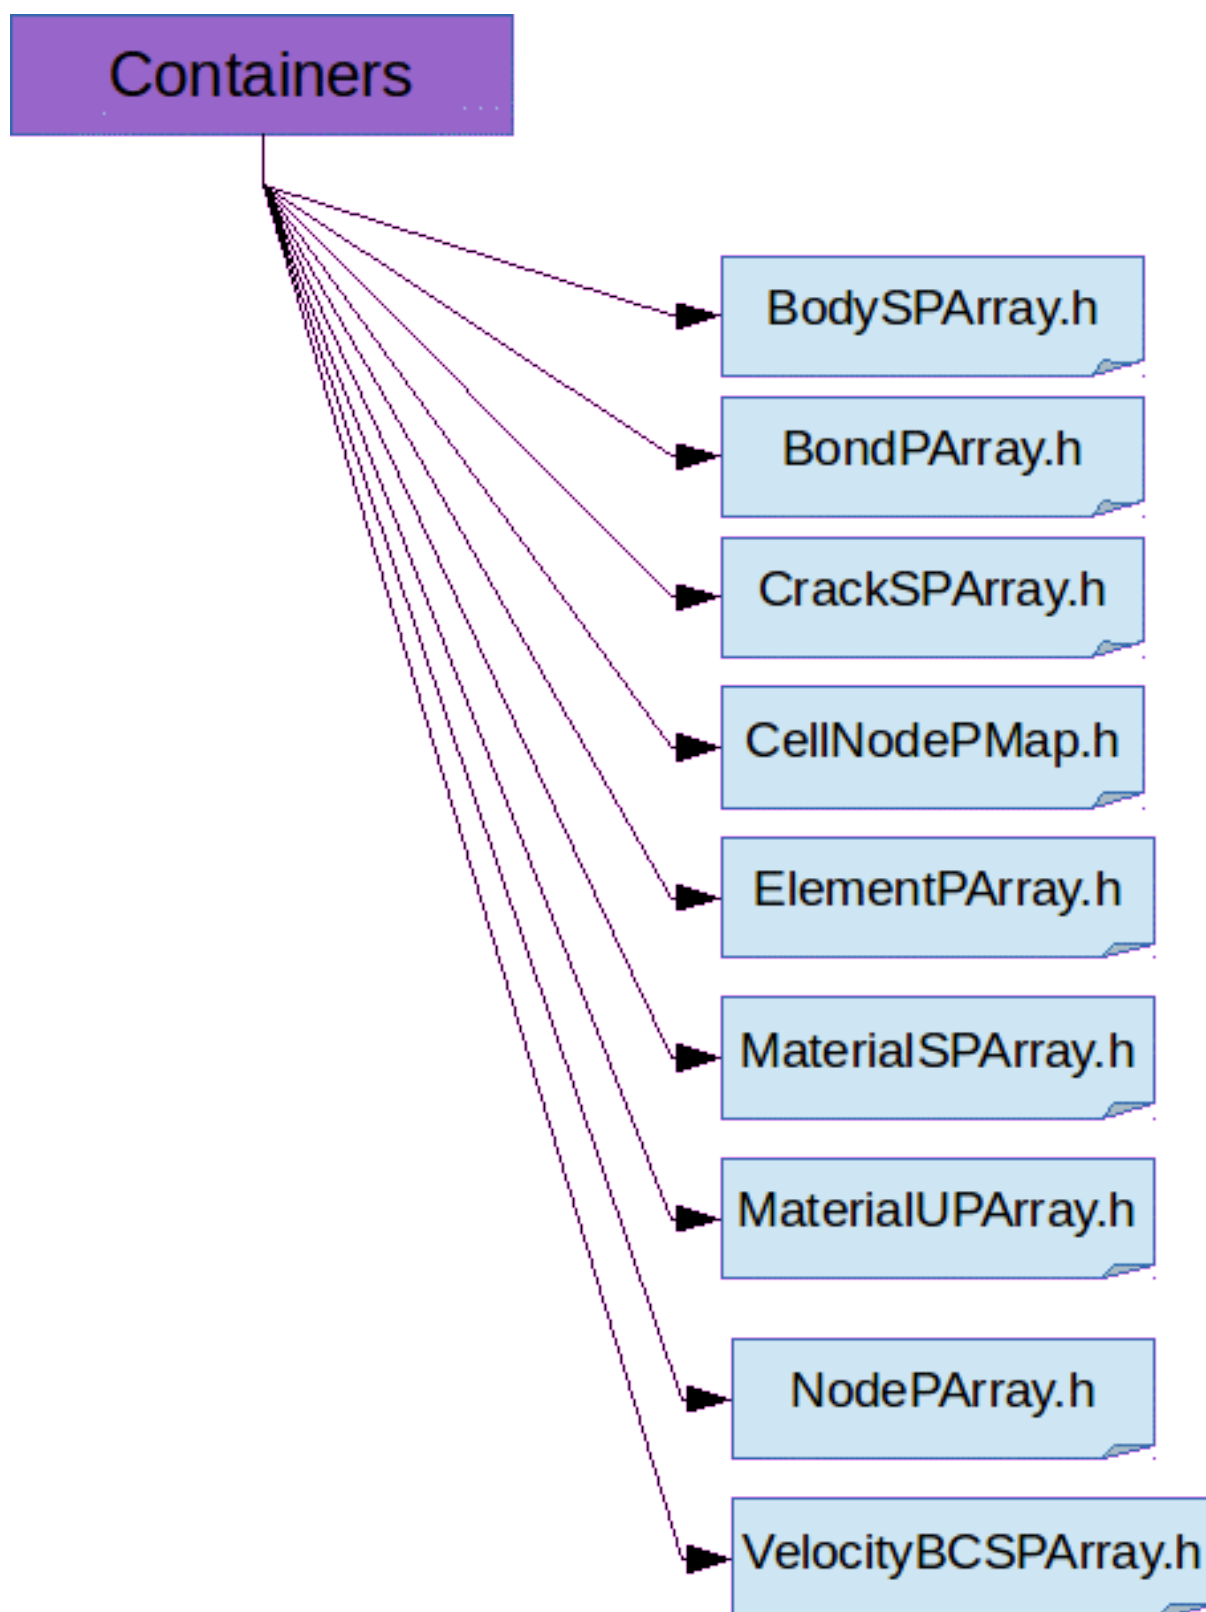 Containers
BodySPArray.h
BondPArray.h
CrackSPArray.h
CellNodePMap.h
ElementPArray.h
MaterialSPArray.h
MaterialUPArray.h
NodePArray.h
VelocityBCSPArray.h